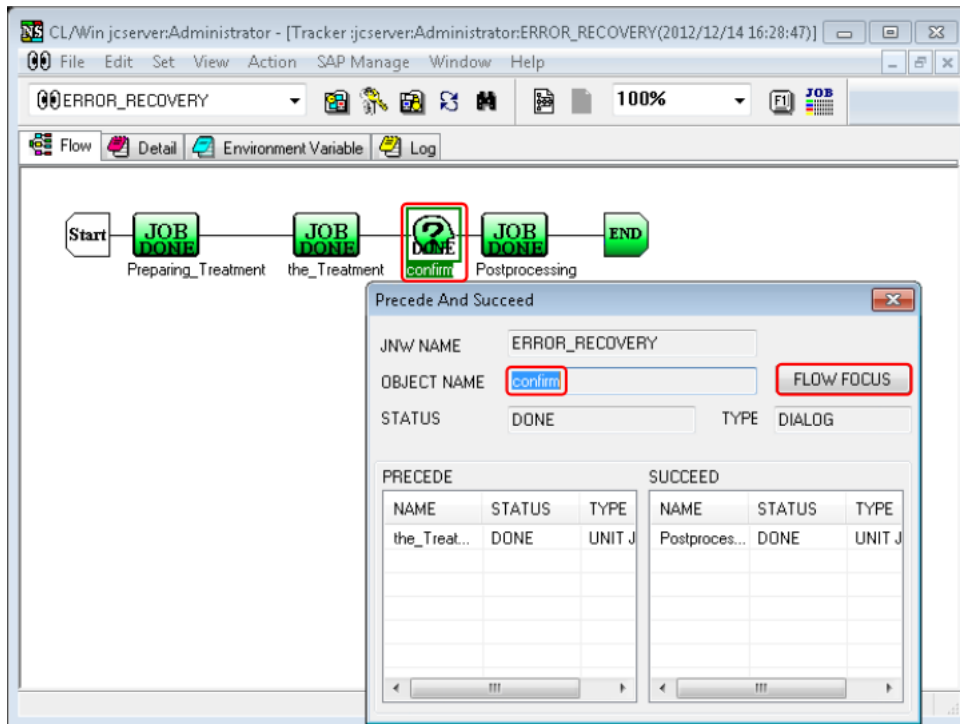 CL/Win jcserver:Administrator - [Tracker :jcserver:Administrator:ERROR_RECOVERY(2012/12/14 16:28:47)]
File Edit Set View Action SAP Manage Window Help
ERROR_RECOVERY 100% F1 JOB
Flow Detail Environment Variable Log
Start JOB DONE JOB DONE DONE JOB DONE END
Preparing_Treatment the_Treatment confirm Postprocessing
Precede And Succeed
JNW NAME ERROR_RECOVERY
OBJECT NAME confirm FLOW FOCUS
STATUS DONE TYPE DIALOG
PRECEDE SUCCEED
NAME STATUS TYPE NAME STATUS TYPE
the_Treat... DONE UNIT J Postproces... DONE UNIT J